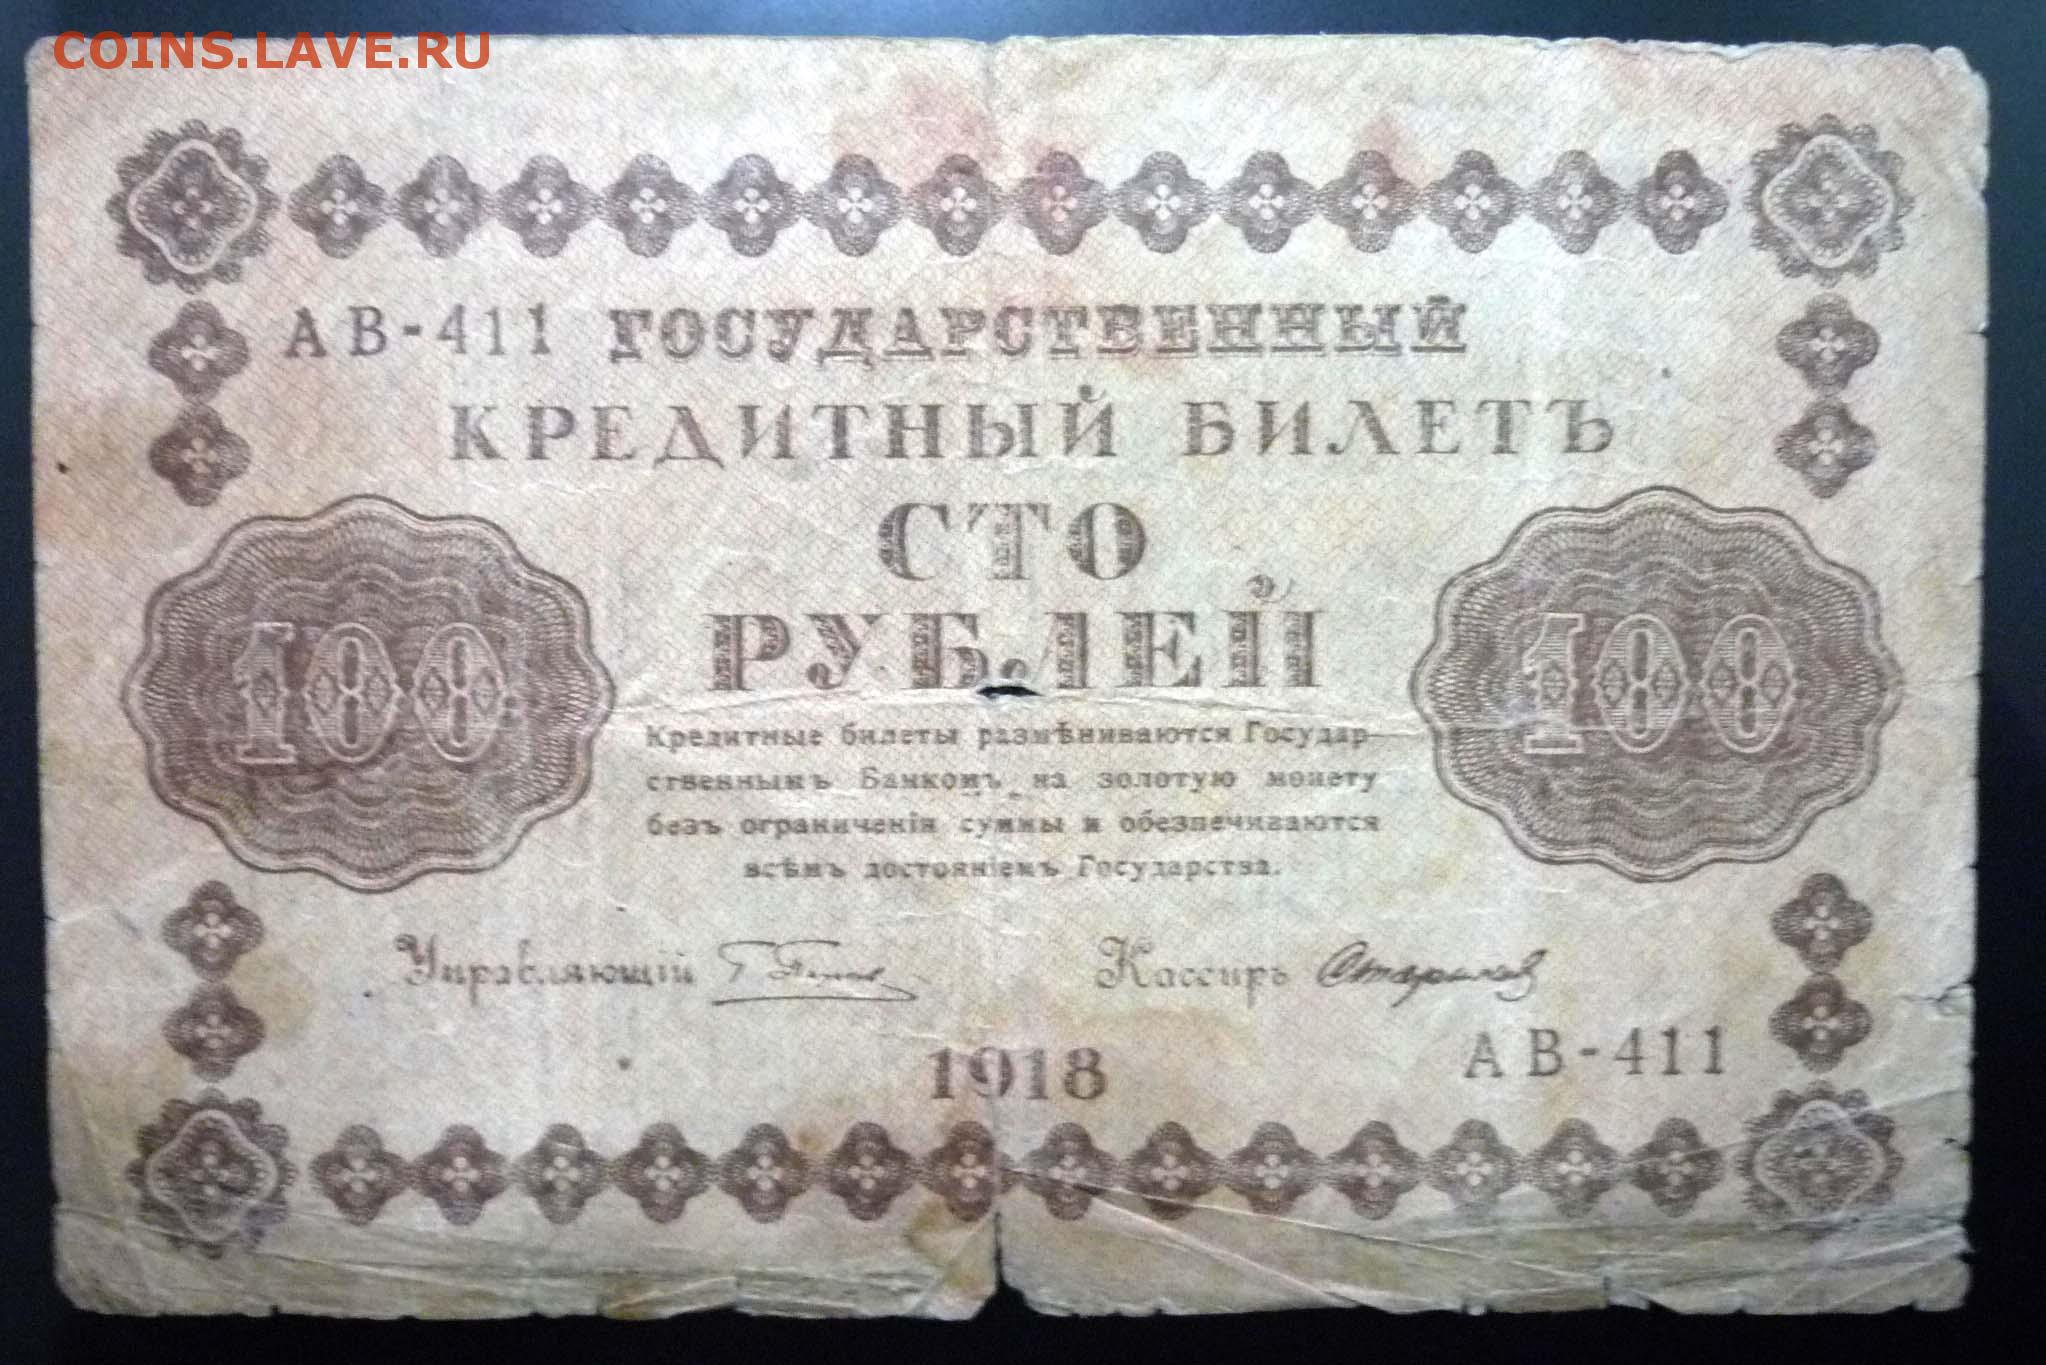 COINS.LAVE.RU
АВ-411 ГОСУДАРСТВЕННЫЙ
КРЕДИТНЫЙ БИЛЕТЪ
СТО
РУБЛЕЙ
100 100
Кредитные билеты размѣниваются Государ-
ственнымъ Банкомъ на золотую монету
безъ ограниченія суммы и обезпечиваются
всѣмъ достояніемъ Государства.
Управляющій Кассиръ
АВ-411
1918